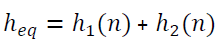 h_eq = h_1(n) + h_2(n)